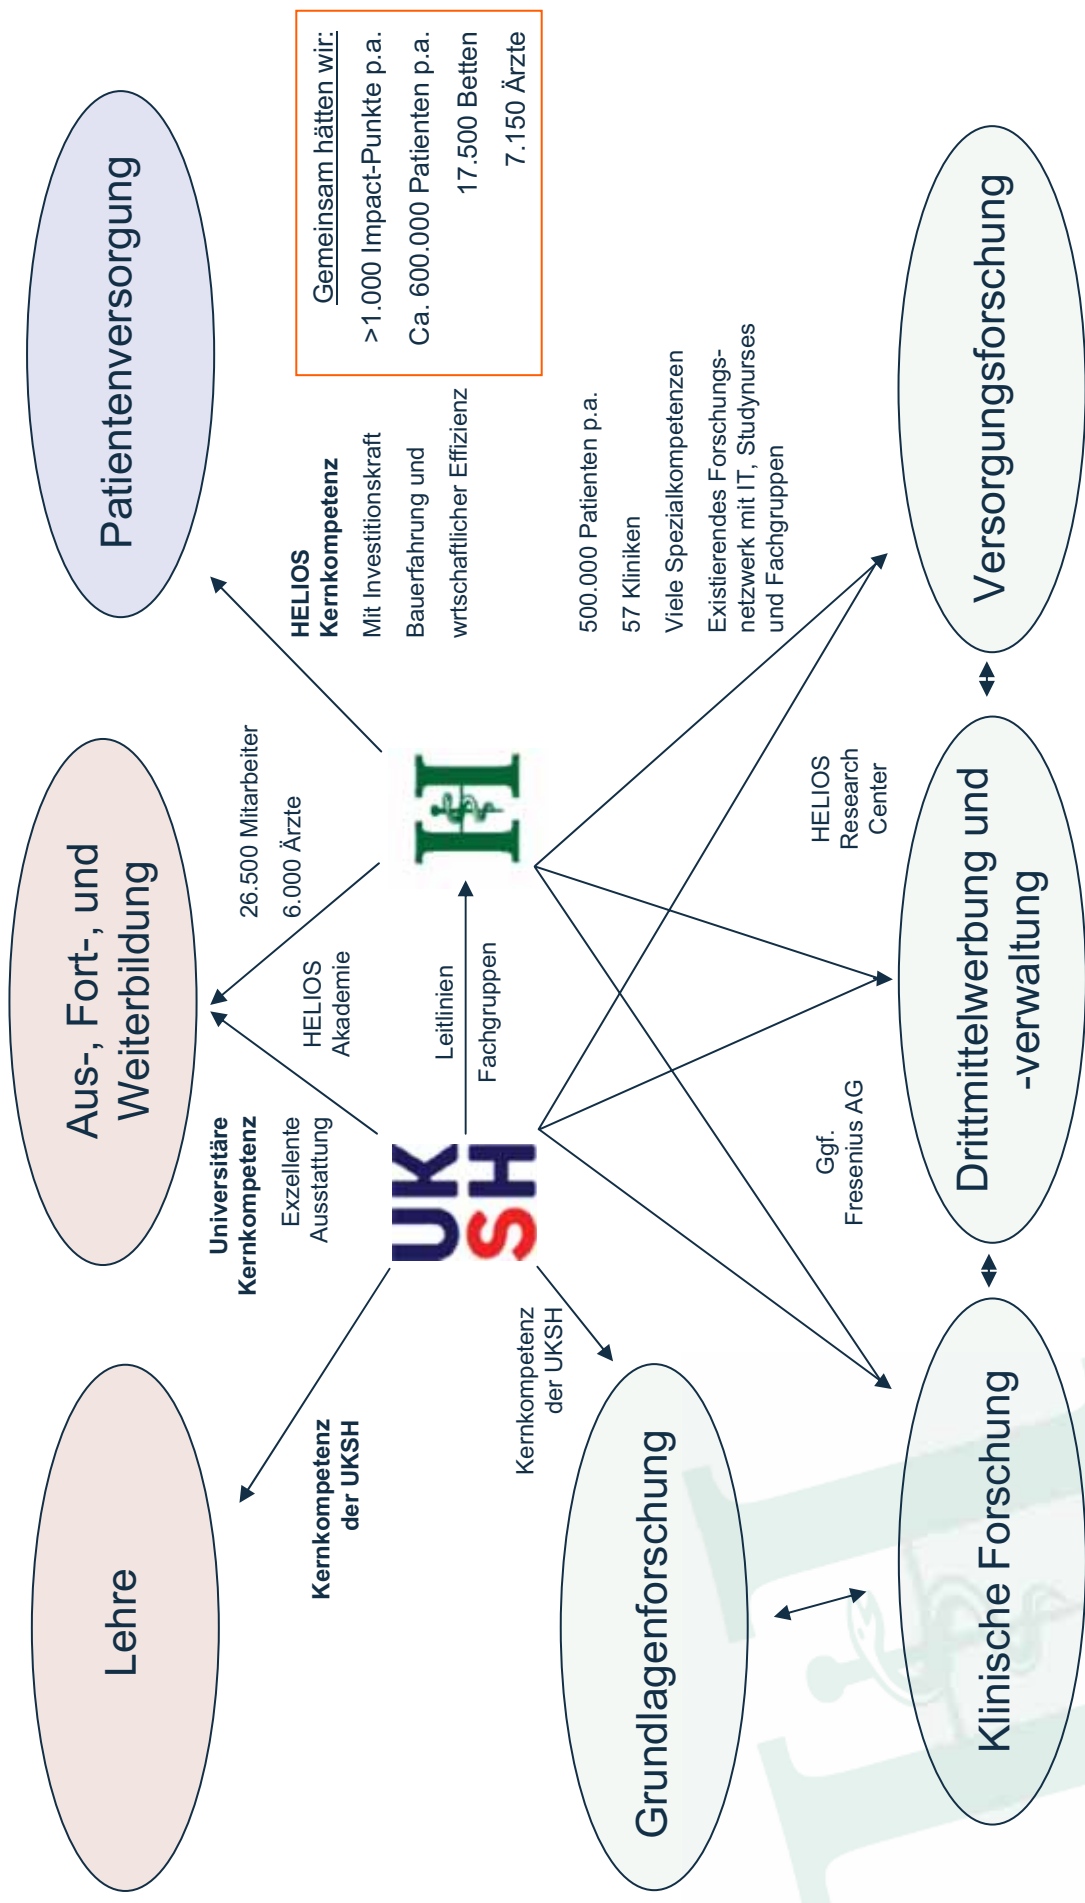 Lehre
Aus-, Fort-, und
Weiterbildung
Patientenversorgung
Kernkompetenz
der UKSH
Universitäre
Kernkompetenz
Exzellente
Ausstattung
HELIOS
Akademie
26.500 Mitarbeiter
6.000 Ärzte
HELIOS
Kernkompetenz
Mit Investitionskraft
Bauerfahrung und
wrtschaftlicher Effizienz
Gemeinsam hätten wir:
>1.000 Impact-Punkte p.a.
Ca. 600.000 Patienten p.a.
17.500 Betten
7.150 Ärzte
UK
SH
Leitlinien
Fachgruppen
H
Kernkompetenz
der UKSH
500.000 Patienten p.a.
57 Kliniken
Viele Spezialkompetenzen
Existierendes Forschungs-
netzwerk mit IT, Studynurses
und Fachgruppen
Grundlagenforschung
Ggf.
Fresenius AG
HELIOS
Research
Center
Klinische Forschung
Drittmittelwerbung und
-verwaltung
Versorgungsforschung